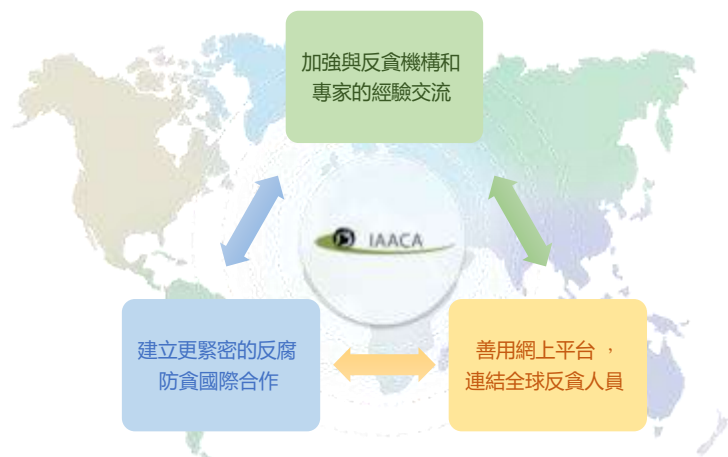 加強與反貪機構和
專家的經驗交流
IAACA
建立更緊密的反腐
防貪國際合作
善用網上平台，
連結全球反貪人員